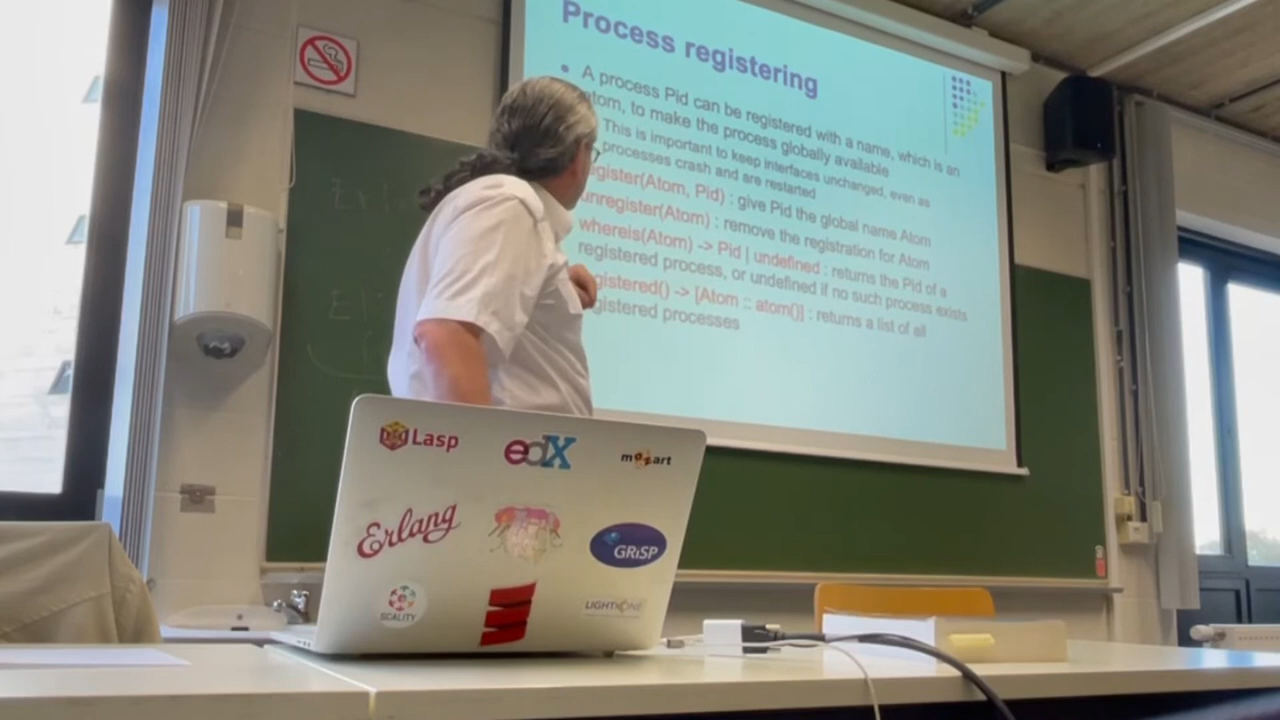 Process registering
A process Pid can be registered with a name, which is an
atom, to make the process globally available
This is important to keep interfaces unchanged, even as
processes crash and are restarted
register(Atom, Pid) : give Pid the global name Atom
unregister(Atom) : remove the registration for Atom
whereis(Atom) -> Pid | undefined : returns the Pid of a
registered process, or undefined if no such process exists
gistered() -> [Atom :: atom()] : returns a list of all
gistered processes
Lasp
edX
mozart
Erlang
GRiSP
SCALITY
LIGHTKONE